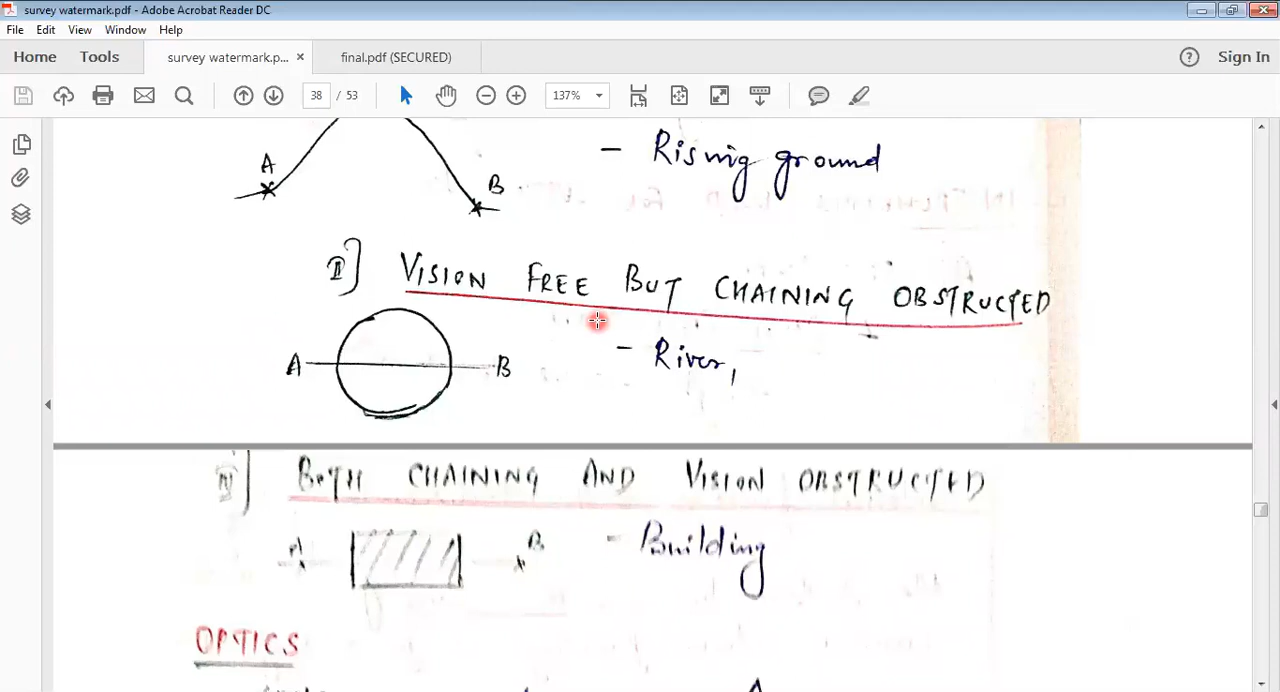 survey watermark.pdf - Adobe Acrobat Reader DC
File Edit View Window Help
Home Tools survey watermark.p... × final.pdf (SECURED) ? Sign In
38 / 53 137%
A
B
- Rising ground
II] VISION FREE BUT CHAINING OBSTRUCTED
A B - River,
BOTH CHAINING AND VISION OBSTRUCTED
A B - Building
OPTICS
A